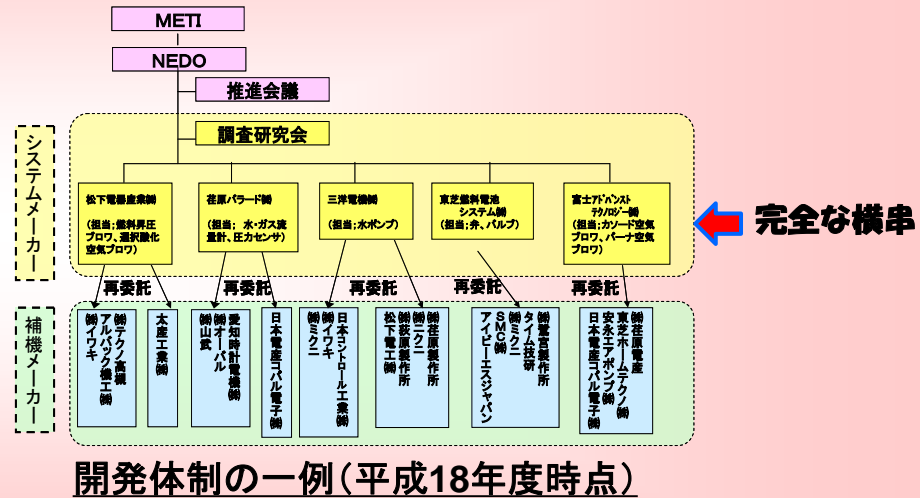 METI
NEDO
推進会議
調査研究会
システムメーカー
松下電器産業㈱
（担当；燃料昇圧
ブロワ、選択酸化
空気ブロワ）
荏原バラード㈱
（担当； 水・ガス流
量計、圧力センサ）
三洋電機㈱
（担当；水ポンプ）
東芝燃料電池
システム㈱
（担当；弁、バルブ）
富士アドバンスト
テクノロジー㈱
（担当；カソード空気
ブロワ、バーナ空気
ブロワ）
完全な横串
再委託
再委託
再委託
再委託
再委託
補機メーカー
㈱テクノ高槻
アルバック機工㈱
㈱イワキ
太産工業㈱
愛知時計電機㈱
㈱オーバル
㈱山武
日本電産コパル電子㈱
日本コントロール工業㈱
㈱イワキ
㈱ミクニ
㈱荏原製作所
㈱ニクニ
㈱荻原製作所
松下電工㈱
㈱鷺宮製作所
タイム技研
㈱ミクニ
SMC㈱
アイピーエスジャパン
㈱荏原電産
東芝ホームテクノ㈱
安永エアポンプ㈱
日本電産コパル電子㈱
開発体制の一例（平成18年度時点）